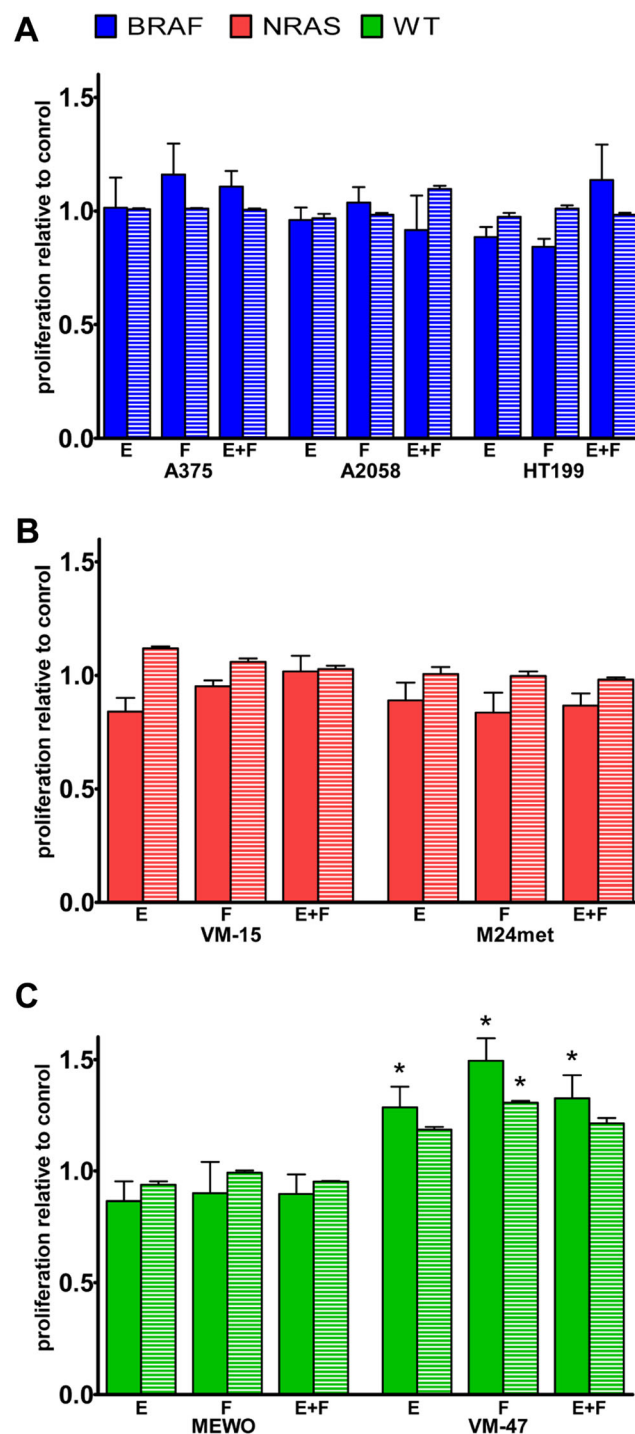 A BRAF NRAS WT
proliferation relative to conrol
1.5
1.0
0.5
0.0
E F E+F E F E+F E F E+F
A375 A2058 HT199
B
proliferation relative to conrol
1.5
1.0
0.5
0.0
E F E+F E F E+F
VM-15 M24met
C
proliferation relative to conrol
1.5
1.0
0.5
0.0
* * * *
E F E+F E F E+F
MEWO VM-47